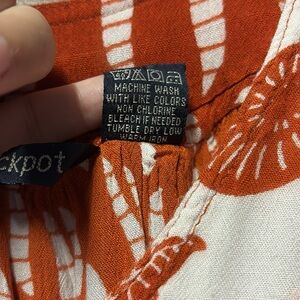 MACHINE WASH
WITH LIKE COLORS
NON CHLORINE
BLEACH IF NEEDED
TUMBLE DRY LOW
WARM IRON
ckpot